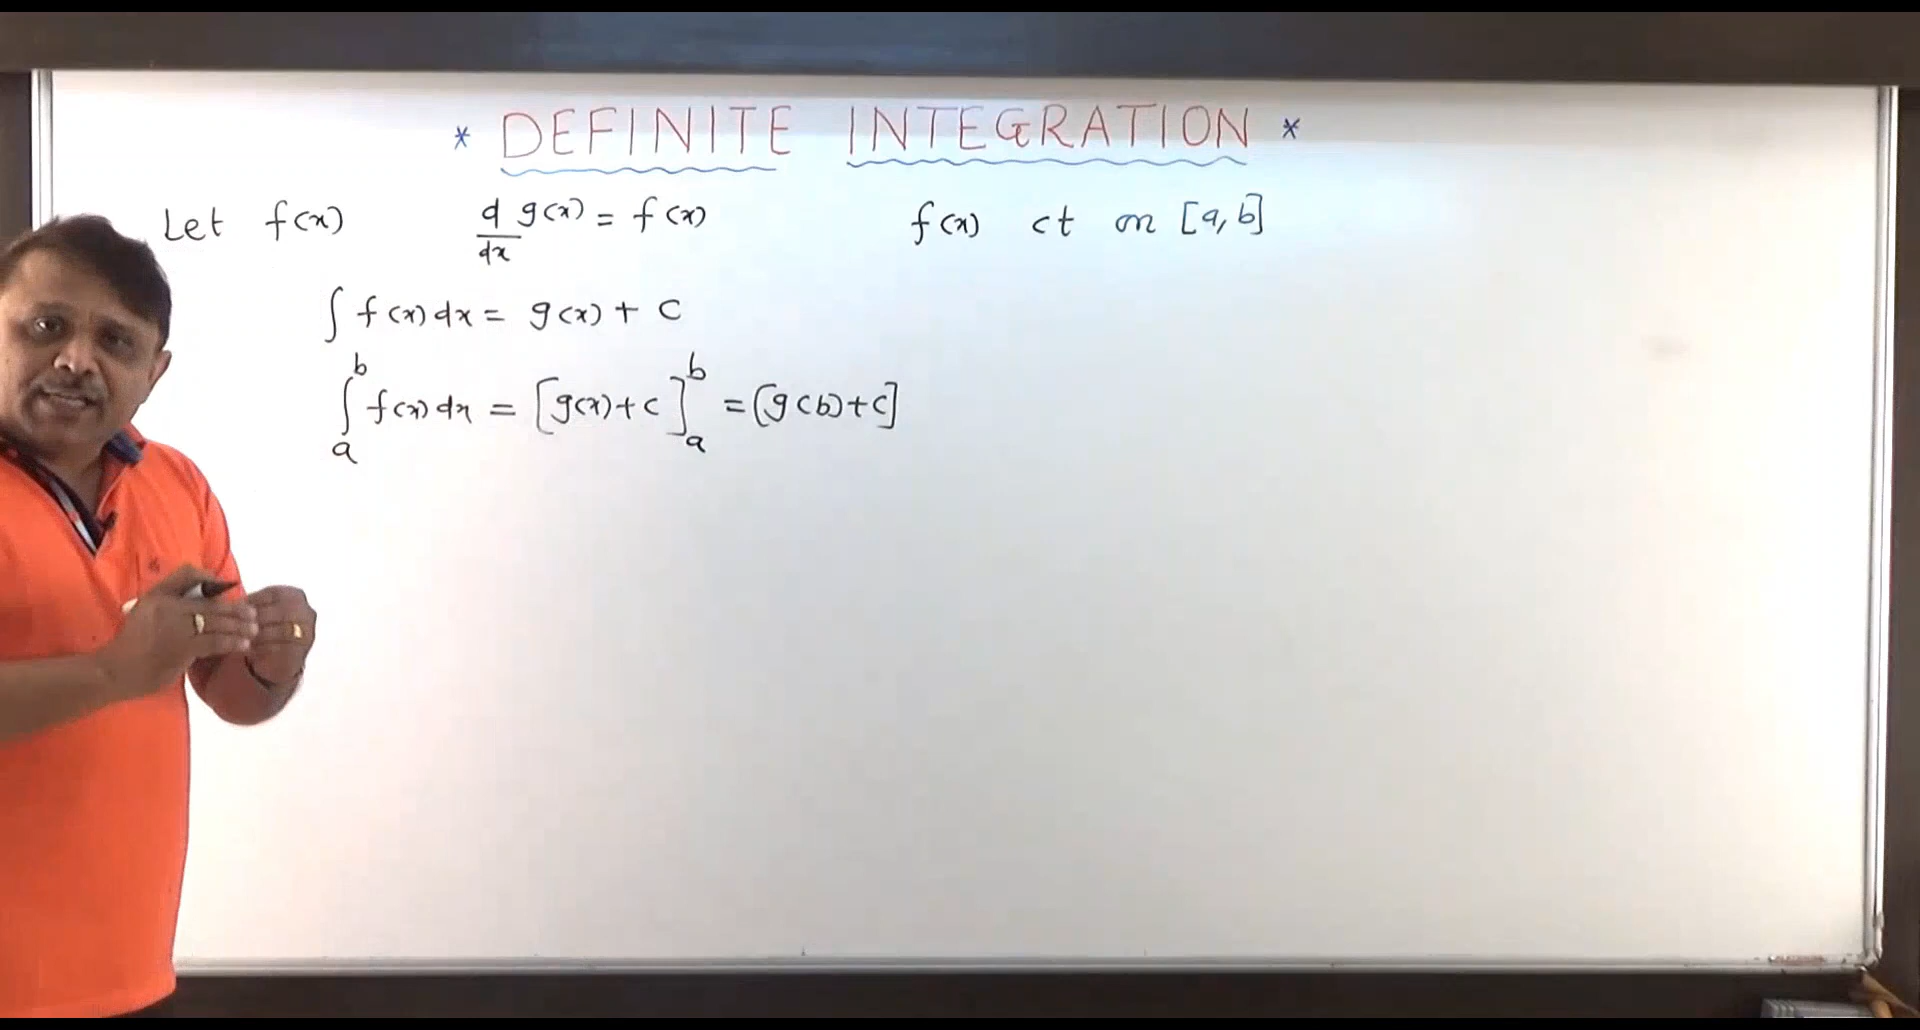 * DEFINITE INTEGRATION *
Let f(x) d/dx g(x) = f(x) f(x) ct on [a, b]
∫ f(x) dx = g(x) + c
∫_a^b f(x) dx = [g(x) + c]_a^b = [g(b) + c]